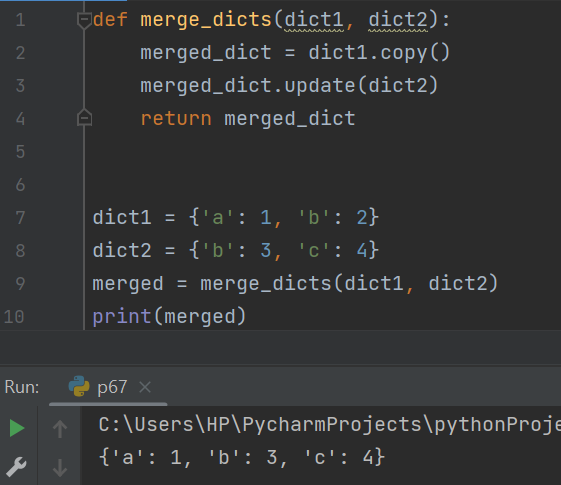 1 def merge_dicts(dict1, dict2):
2     merged_dict = dict1.copy()
3     merged_dict.update(dict2)
4     return merged_dict
5
6
7 dict1 = {'a': 1, 'b': 2}
8 dict2 = {'b': 3, 'c': 4}
9 merged = merge_dicts(dict1, dict2)
10 print(merged)
Run: p67 ×
C:\Users\HP\PycharmProjects\pythonProje
{'a': 1, 'b': 3, 'c': 4}